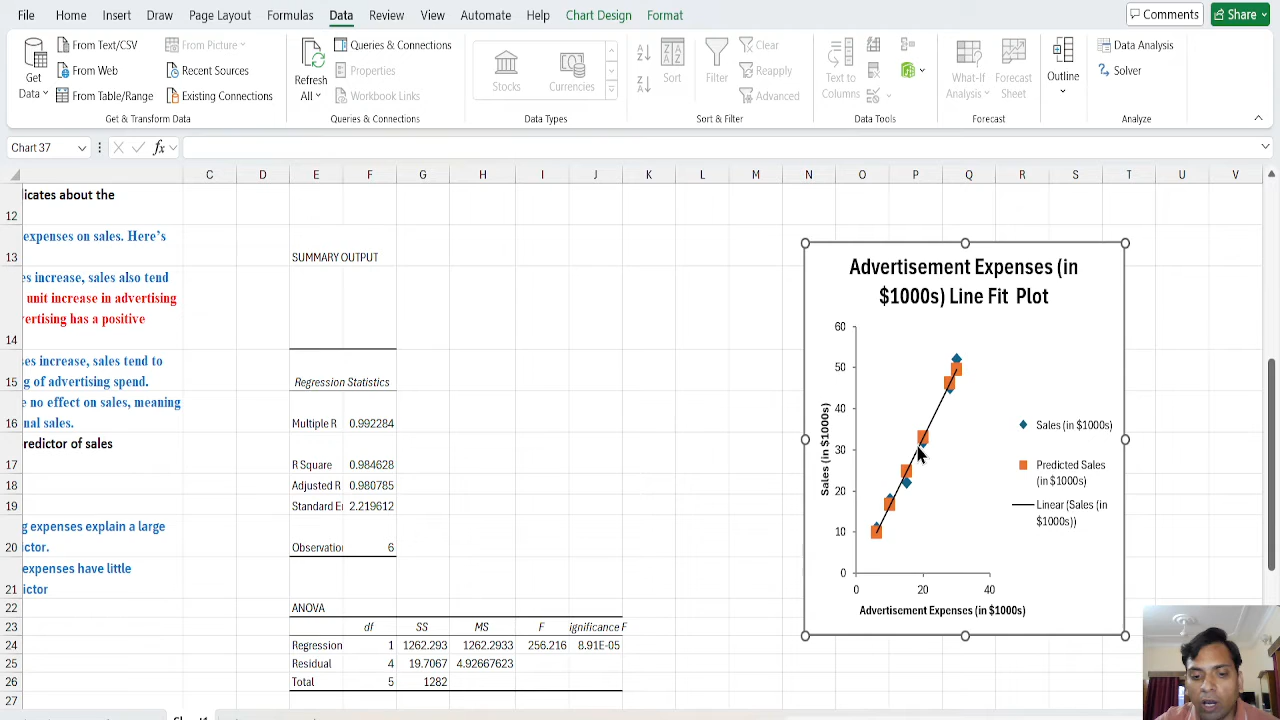 File Home Insert Draw Page Layout Formulas Data Review View Automate Help Chart Design Format Comments Share
Get Data
From Text/CSV
From Web
From Table/Range
From Picture
Recent Sources
Existing Connections
Get & Transform Data
Refresh All
Queries & Connections
Properties
Workbook Links
Queries & Connections
Stocks Currencies
Data Types
Sort
Filter
Clear
Reapply
Advanced
Sort & Filter
Text to Columns
Data Tools
What-If Analysis
Forecast Sheet
Forecast
Outline
Data Analysis
Solver
Analyze
Chart 37 fx
C D E F G H I J K L M N O P Q R S T U V
icates about the
12
expenses on sales. Here’s
13 SUMMARY OUTPUT
es increase, sales also tend
unit increase in advertising
vertising has a positive
14
ses increase, sales tend to
15 g of advertising spend. Regression Statistics
e no effect on sales, meaning
16 nal sales. Multiple R 0.992284
redictor of sales
17 R Square 0.984628
18 Adjusted R 0.980785
19 Standard Er 2.219612
g expenses explain a large
20 ctor. Observatio 6
expenses have little
21 ictor
22 ANOVA
23 df SS MS F ignificance F
24 Regression 1 1262.293 1262.2933 256.216 8.91E-05
25 Residual 4 19.7067 4.92667623
26 Total 5 1282
27
Advertisement Expenses (in
$1000s) Line Fit Plot
60
50
40
30
20
10
0
Sales (in $1000s)
0 20 40
Advertisement Expenses (in $1000s)
Sales (in $1000s)
Predicted Sales
(in $1000s)
Linear (Sales (in
$1000s))